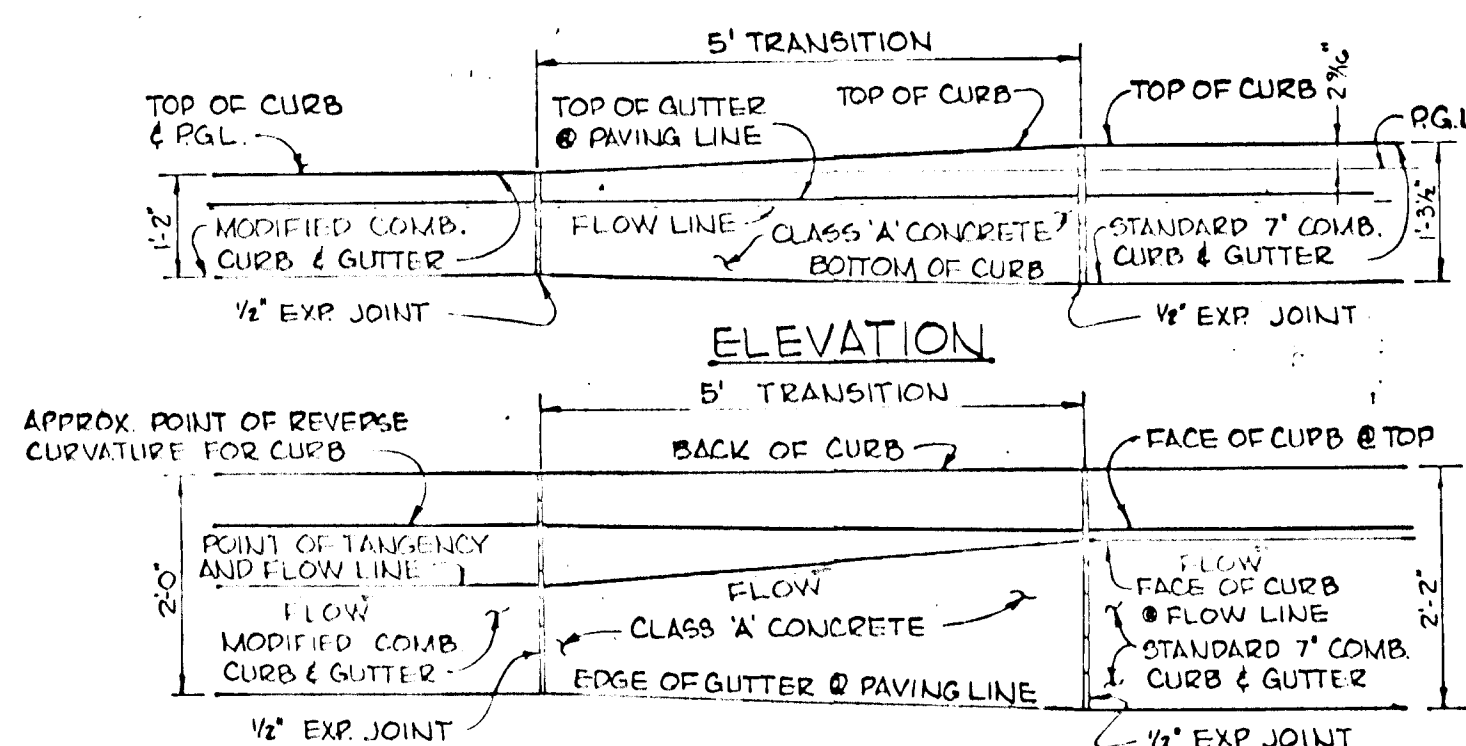 5' TRANSITION
TOP OF CURB
& P.G.L.
TOP OF GUTTER
@ PAVING LINE
TOP OF CURB
TOP OF CURB
2 9/16"
P.G.L
1'-2"
MODIFIED COMB.
CURB & GUTTER
FLOW LINE
CLASS 'A' CONCRETE
BOTTOM OF CURB
STANDARD 7" COMB.
CURB & GUTTER
1'-3½"
½" EXP. JOINT
½" EXP. JOINT
ELEVATION
5' TRANSITION
APPROX. POINT OF REVERSE
CURVATURE FOR CURB
BACK OF CURB
FACE OF CURB @ TOP
POINT OF TANGENCY
AND FLOW LINE
2'-0"
FLOW
MODIFIED COMB.
CURB & GUTTER
FLOW
CLASS 'A' CONCRETE
EDGE OF GUTTER @ PAVING LINE
FLOW
FACE OF CURB
@ FLOW LINE
STANDARD 7" COMB.
CURB & GUTTER
2'-2"
½" EXP. JOINT
½" EXP. JOINT